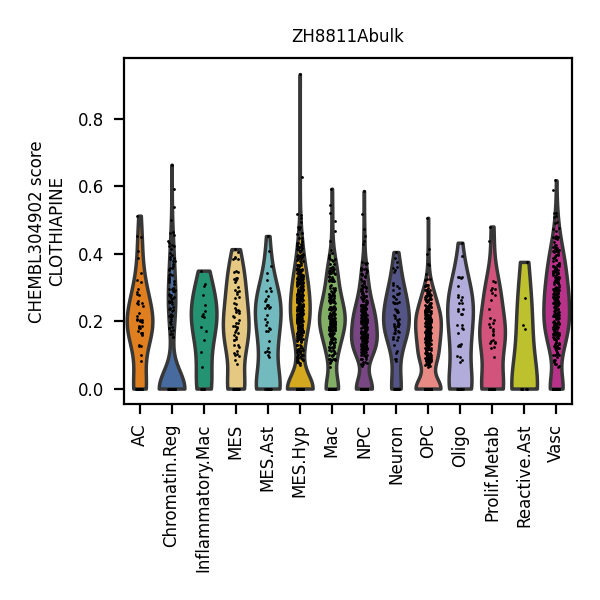 ZH8811Abulk
CHEMBL304902 score
CLOTHIAPINE
0.8
0.6
0.4
0.2
0.0
AC
Chromatin.Reg
Inflammatory.Mac
MES
MES.Ast
MES.Hyp
Mac
NPC
Neuron
OPC
Oligo
Prolif.Metab
Reactive.Ast
Vasc